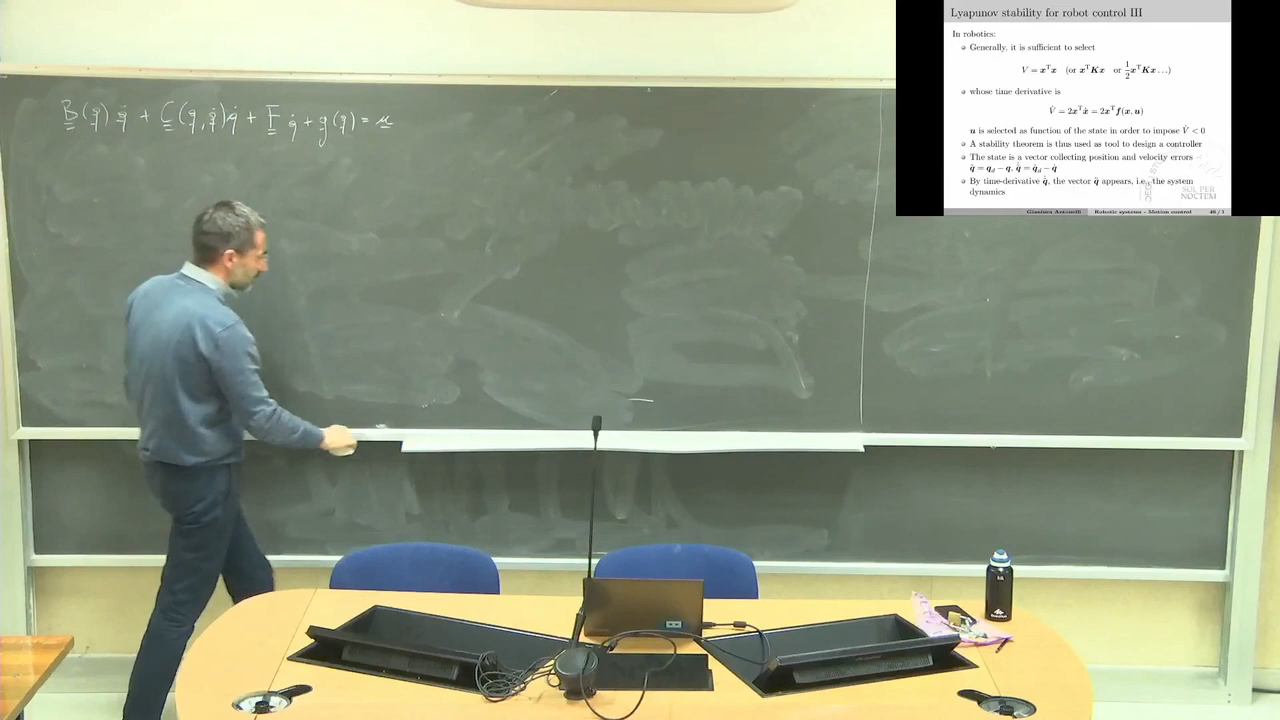 B(q) q̈ + C(q, q̇)q̇ + F q̇ + g(q) = u
Lyapunov stability for robot control III
In robotics:
Generally, it is sufficient to select
V = xᵀx (or xᵀKx or 1/2 xᵀKx ...)
whose time derivative is
V̇ = 2xᵀẋ = 2xᵀf(x, u)
u is selected as function of the state in order to impose V̇ < 0
A stability theorem is thus used as tool to design a controller
The state is a vector collecting position and velocity errors
q̃ = q_d − q, q̃̇ = q̇_d − q̇
By time-derivative q̃̇, the vector q̈ appears, i.e., the system
dynamics
SOL PER
NOCTEM
Gianluca Antonelli Robotic systems - Motion control 46 / 1